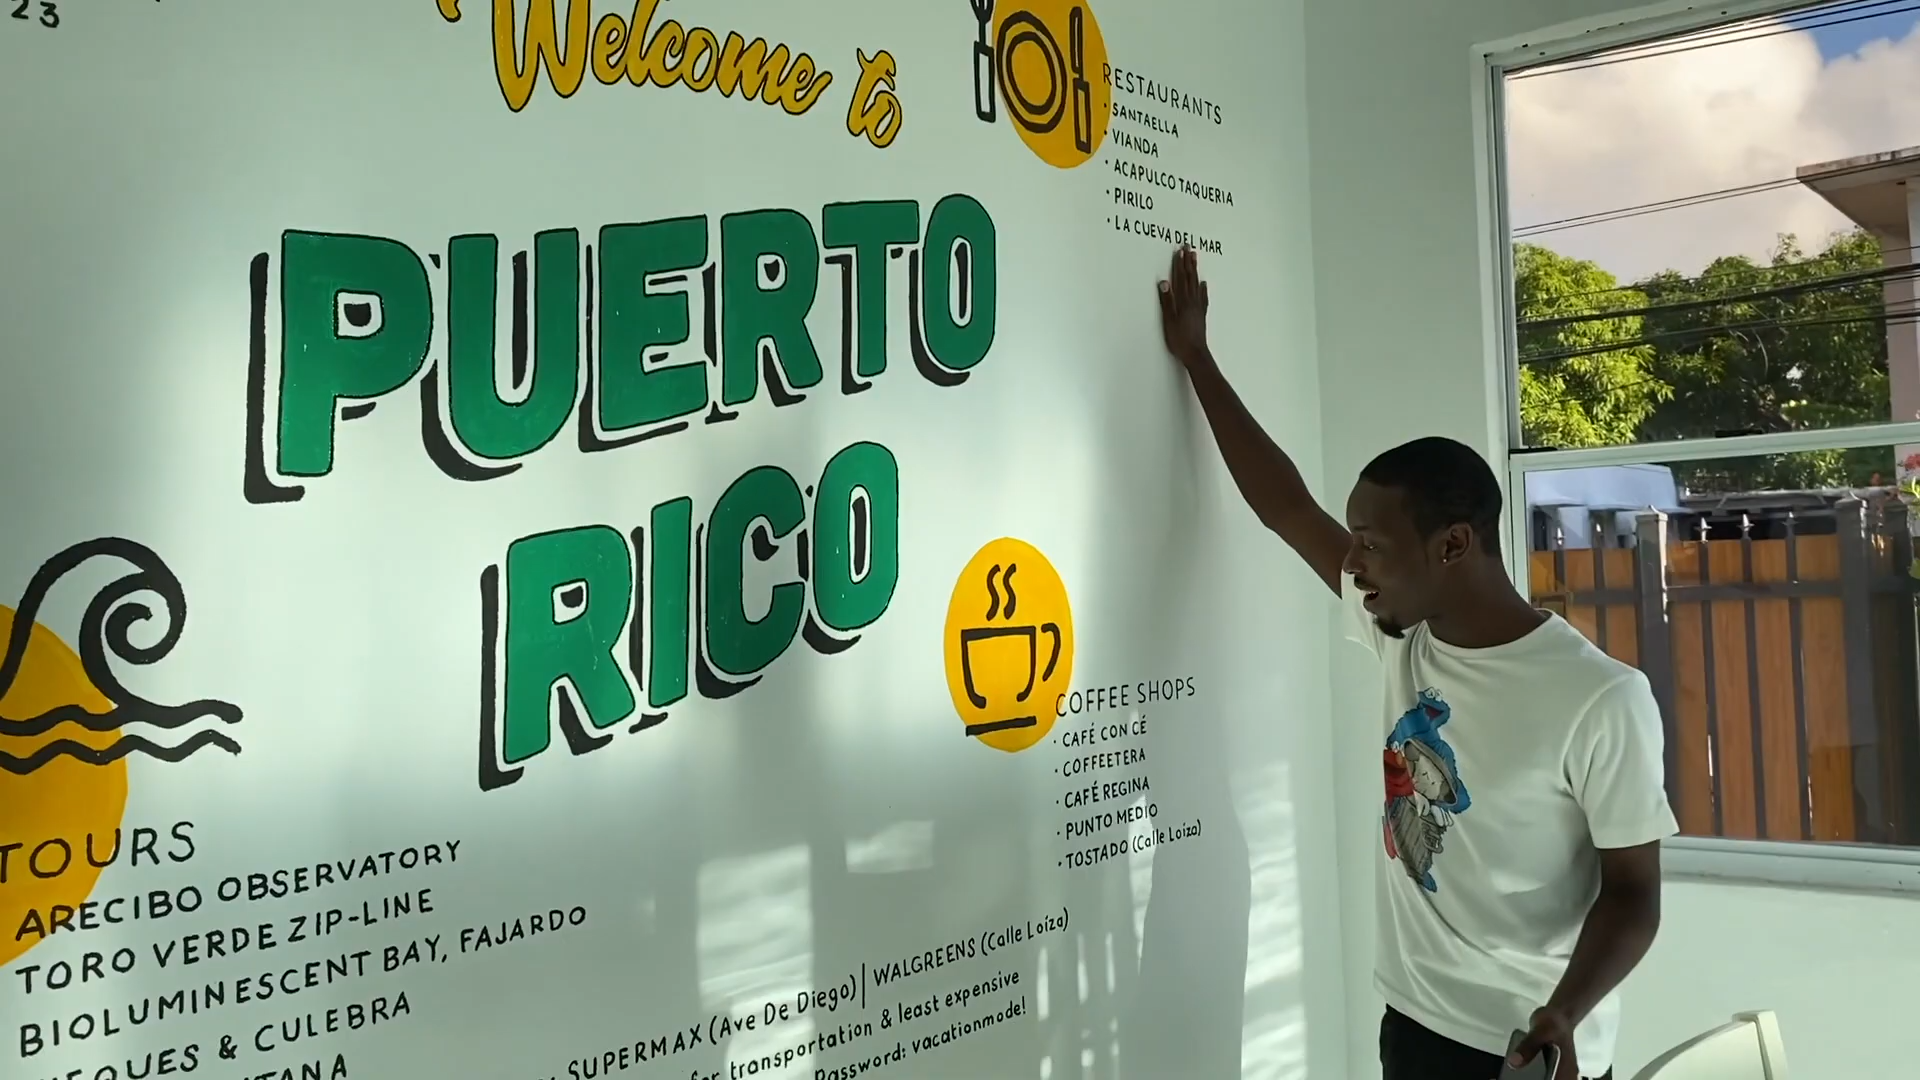 23
Welcome to
PUERTO
RICO
RESTAURANTS
· SANTAELLA
· VIANDA
· ACAPULCO TAQUERIA
· PIRILO
· LA CUEVA DEL MAR
COFFEE SHOPS
· CAFÉ CON CÉ
· COFFEETERA
· CAFÉ REGINA
· PUNTO MEDIO
· TOSTADO (Calle Loíza)
TOURS
ARECIBO OBSERVATORY
TORO VERDE ZIP-LINE
BIOLUMINESCENT BAY, FAJARDO
& CULEBRA
SUPERMAX (Ave De Diego) | WALGREENS (Calle Loíza)
for transportation & least expensive
Password: vacationmode!